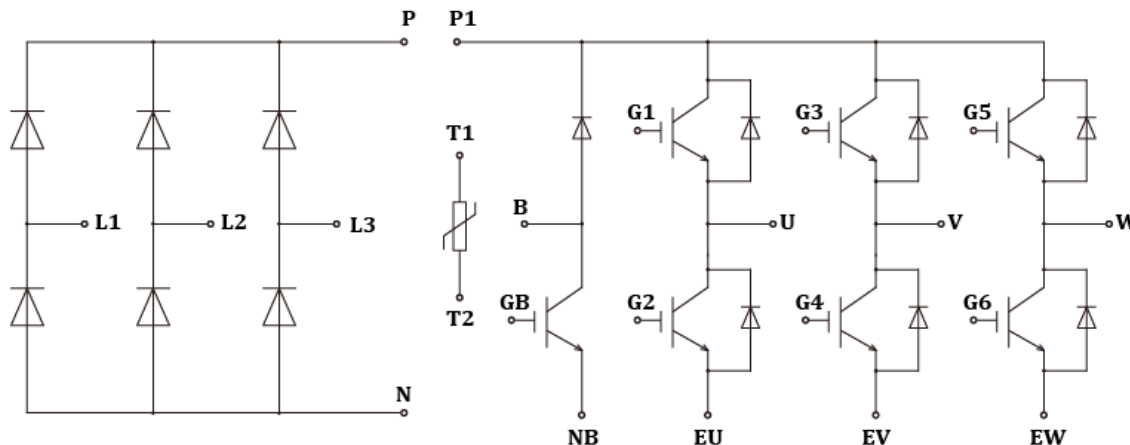 P P1
G1 G3 G5
T1
L1 L2 L3 B U V W
T2 GB G2 G4 G6
N
NB EU EV EW